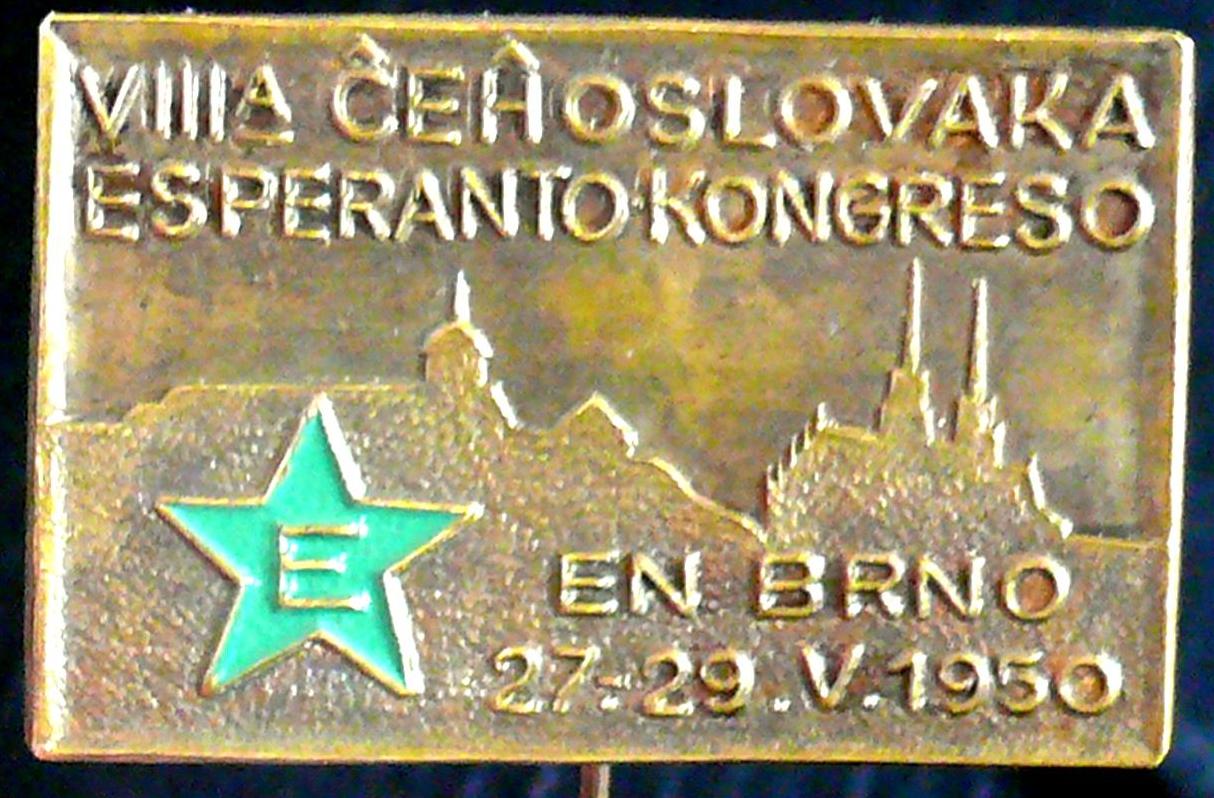 VIIIA ĈEĤOSLOVAKA
ESPERANTO-KONGRESO
E
EN BRNO
27-29.V.1950